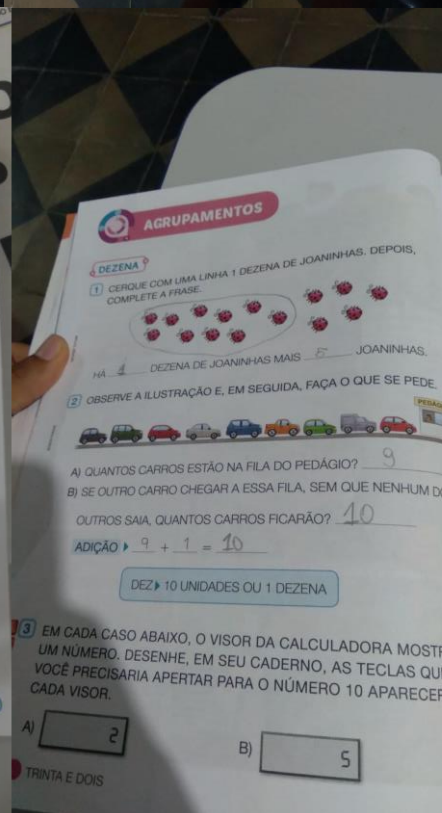 AGRUPAMENTOS
DEZENA
1 CERQUE COM UMA LINHA 1 DEZENA DE JOANINHAS. DEPOIS,
COMPLETE A FRASE.
HÁ 1 DEZENA DE JOANINHAS MAIS 5 JOANINHAS.
2 OBSERVE A ILUSTRAÇÃO E, EM SEGUIDA, FAÇA O QUE SE PEDE.
A) QUANTOS CARROS ESTÃO NA FILA DO PEDÁGIO? 9
B) SE OUTRO CARRO CHEGAR A ESSA FILA, SEM QUE NENHUM
OUTROS SAIA, QUANTOS CARROS FICARÃO? 10
ADIÇÃO 9 + 1 = 10
DEZ 10 UNIDADES OU 1 DEZENA
3 EM CADA CASO ABAIXO, O VISOR DA CALCULADORA MOSTR
UM NÚMERO. DESENHE, EM SEU CADERNO, AS TECLAS QU
VOCÊ PRECISARIA APERTAR PARA O NÚMERO 10 APARECER
CADA VISOR.
A) 2
B) 5
TRINTA E DOIS